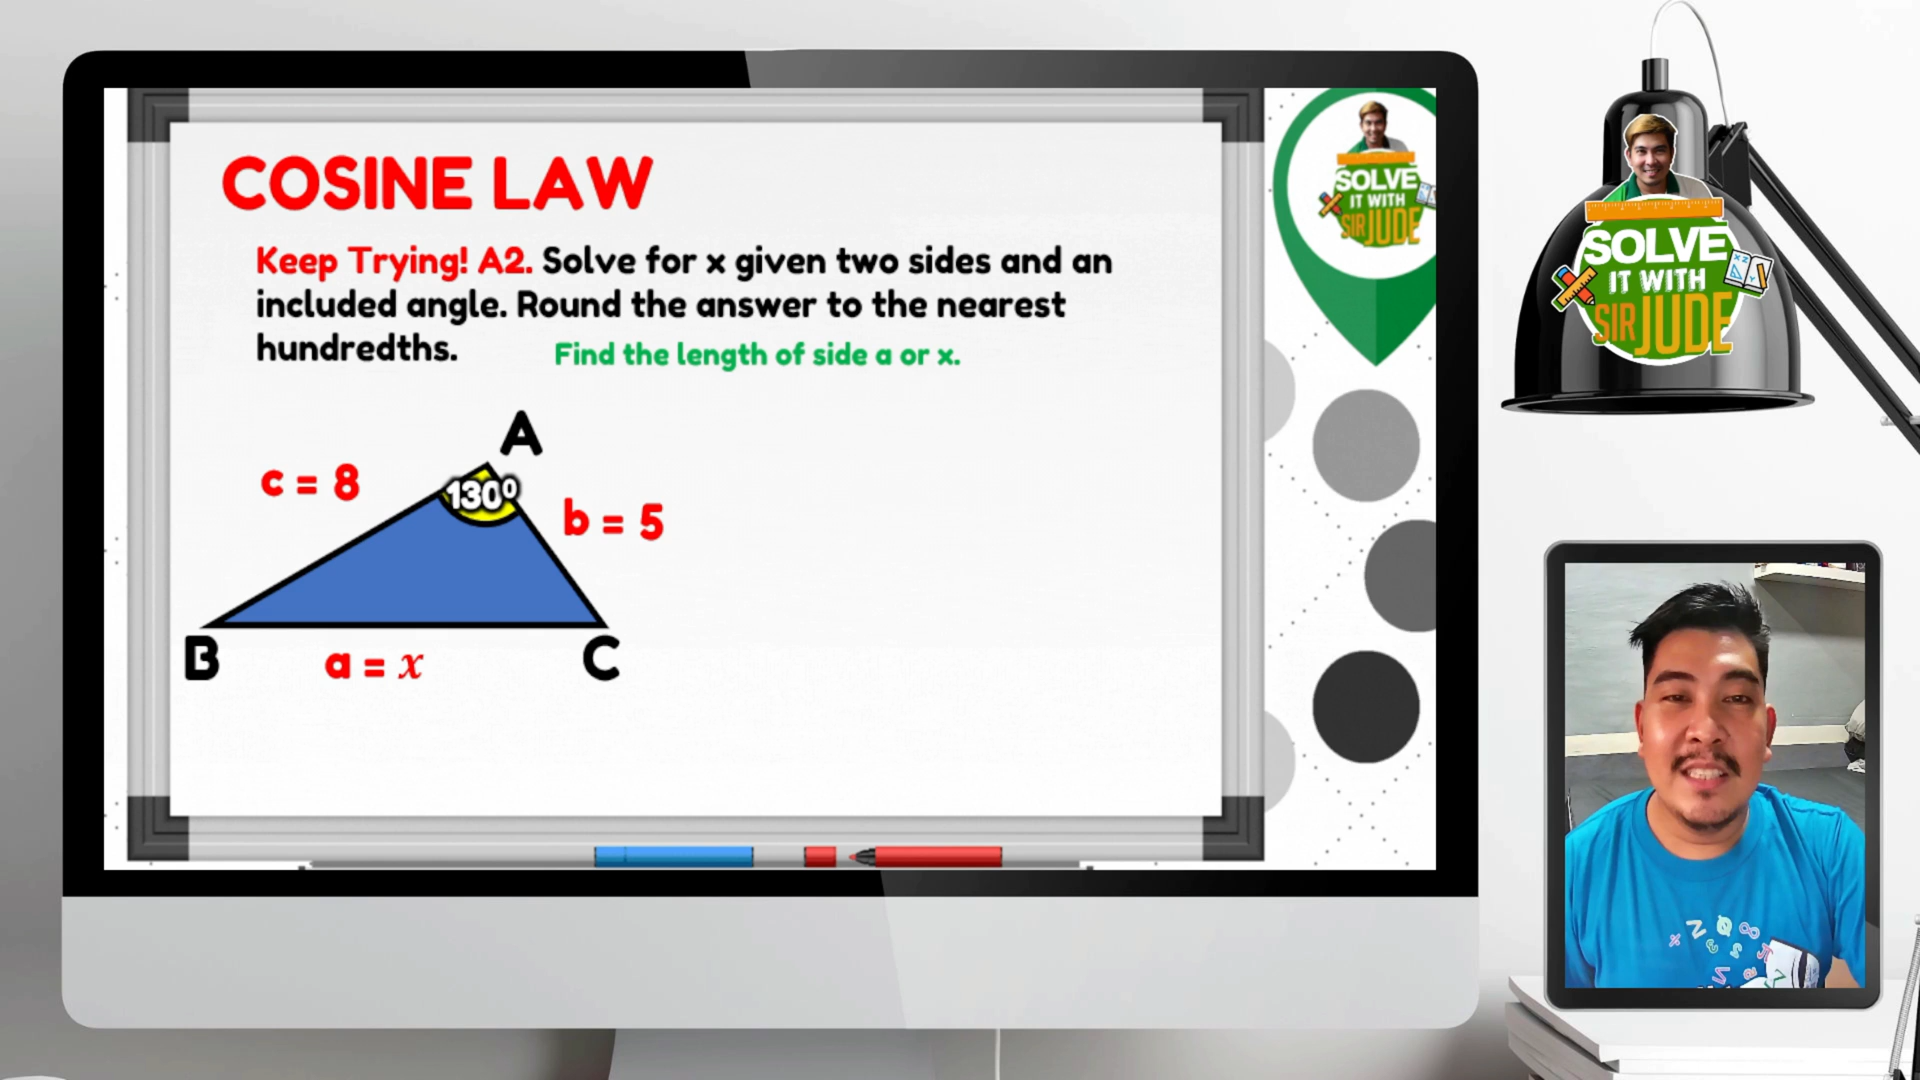 COSINE LAW
Keep Trying! A2. Solve for x given two sides and an
included angle. Round the answer to the nearest
hundredths.
Find the length of side a or x.
A
c = 8
130⁰
b = 5
B
a = x
C
SOLVE
IT WITH
SIR JUDE
SOLVE
IT WITH
SIR JUDE